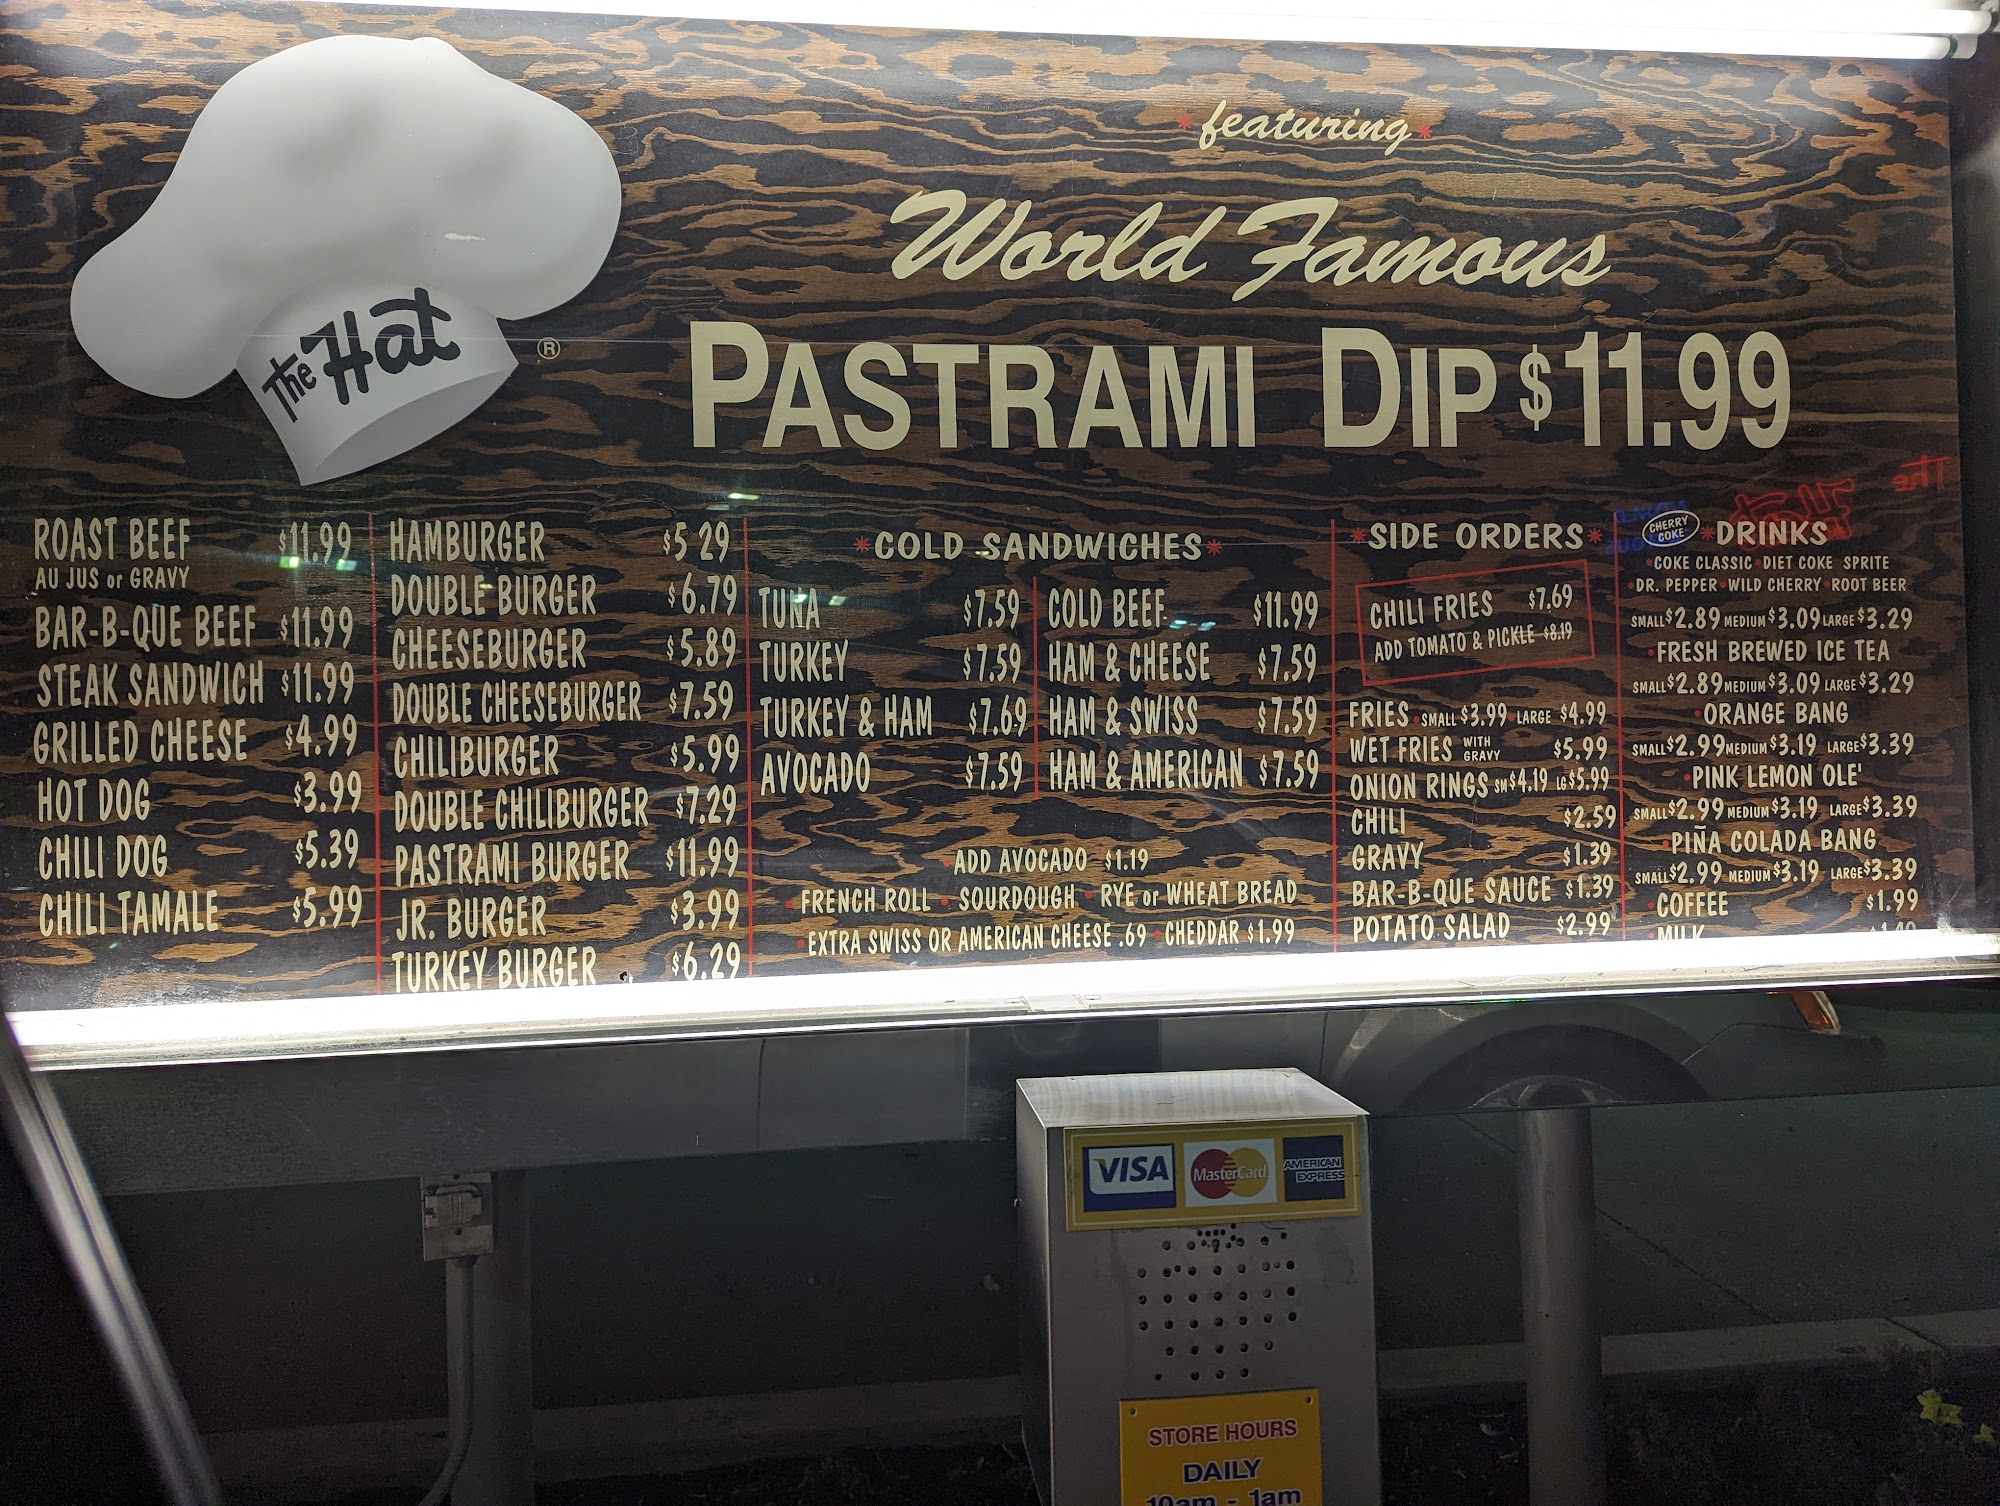 The Hat ®
*featuring*
World Famous
PASTRAMI DIP $11.99
ROAST BEEF $11.99
AU JUS or GRAVY
BAR-B-QUE BEEF $11.99
STEAK SANDWICH $11.99
GRILLED CHEESE $4.99
HOT DOG $3.99
CHILI DOG $5.39
CHILI TAMALE $5.99
HAMBURGER $5 29
DOUBLE BURGER $6.79
CHEESEBURGER $5.89
DOUBLE CHEESEBURGER $7.59
CHILIBURGER $5.99
DOUBLE CHILIBURGER $7.29
PASTRAMI BURGER $11.99
JR. BURGER $3.99
TURKEY BURGER $6.29
*COLD SANDWICHES*
TUNA $7.59
TURKEY $7.59
TURKEY & HAM $7.69
AVOCADO $7.59
COLD BEEF $11.99
HAM & CHEESE $7.59
HAM & SWISS $7.59
HAM & AMERICAN $7.59
• ADD AVOCADO $1.19
• FRENCH ROLL • SOURDOUGH • RYE or WHEAT BREAD
• EXTRA SWISS OR AMERICAN CHEESE .69 • CHEDDAR $1.99
*SIDE ORDERS*
CHILI FRIES $7.69
ADD TOMATO & PICKLE $8.19
FRIES • SMALL $3.99 • LARGE $4.99
WET FRIES WITH GRAVY $5.99
ONION RINGS SM $4.19 LG $5.99
CHILI $2.59
GRAVY $1.39
BAR-B-QUE SAUCE $1.39
POTATO SALAD $2.99
CHERRY COKE
*DRINKS
• COKE CLASSIC • DIET COKE SPRITE
• DR. PEPPER • WILD CHERRY • ROOT BEER
SMALL $2.89 MEDIUM $3.09 LARGE $3.29
• FRESH BREWED ICE TEA
SMALL $2.89 MEDIUM $3.09 LARGE $3.29
• ORANGE BANG
SMALL $2.99 MEDIUM $3.19 LARGE $3.39
• PINK LEMON OLE'
SMALL $2.99 MEDIUM $3.19 LARGE $3.39
• PIÑA COLADA BANG
SMALL $2.99 MEDIUM $3.19 LARGE $3.39
• COFFEE $1.99
• MILK
VISA MasterCard AMERICAN EXPRESS
STORE HOURS
DAILY
10am - 1am